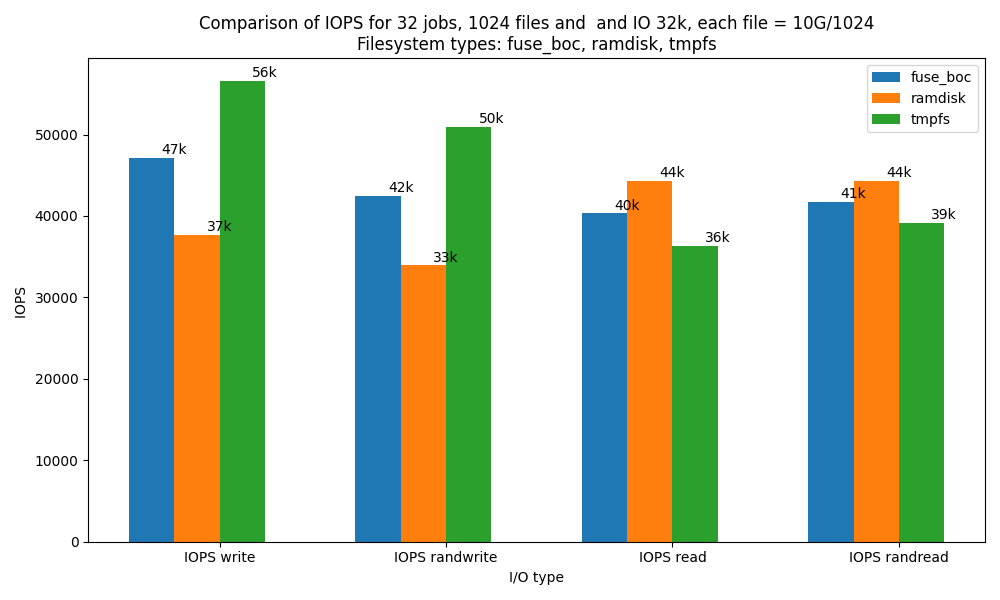 Comparison of IOPS for 32 jobs, 1024 files and  and IO 32k, each file = 10G/1024
Filesystem types: fuse_boc, ramdisk, tmpfs
fuse_boc
ramdisk
tmpfs
IOPS
50000
40000
30000
20000
10000
0
47k
37k
56k
42k
33k
50k
40k
44k
36k
41k
44k
39k
IOPS write
IOPS randwrite
IOPS read
IOPS randread
I/O type